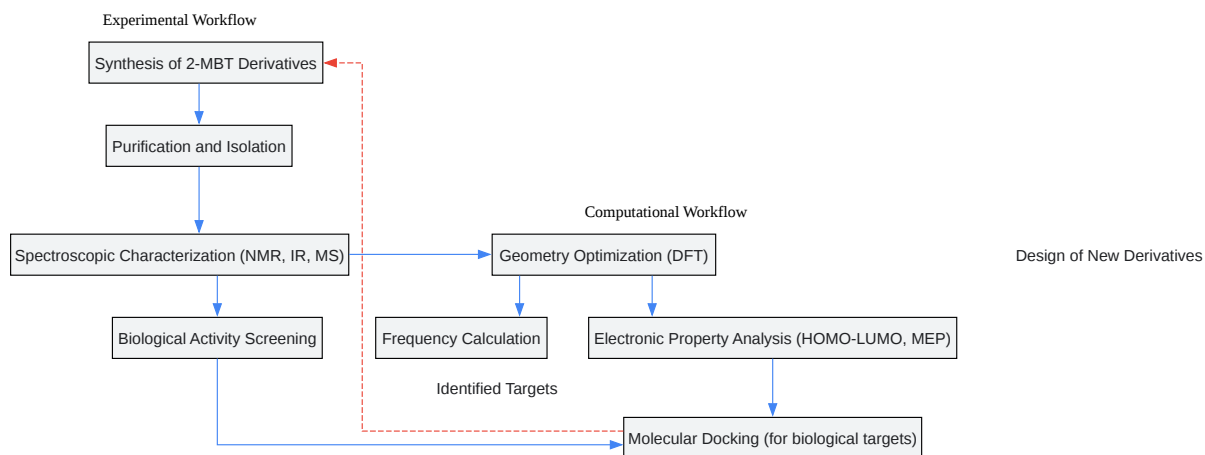 Experimental Workflow
Synthesis of 2-MBT Derivatives
Purification and Isolation
Computational Workflow
Spectroscopic Characterization (NMR, IR, MS)
Geometry Optimization (DFT)
Design of New Derivatives
Biological Activity Screening
Frequency Calculation
Electronic Property Analysis (HOMO-LUMO, MEP)
Identified Targets
Molecular Docking (for biological targets)